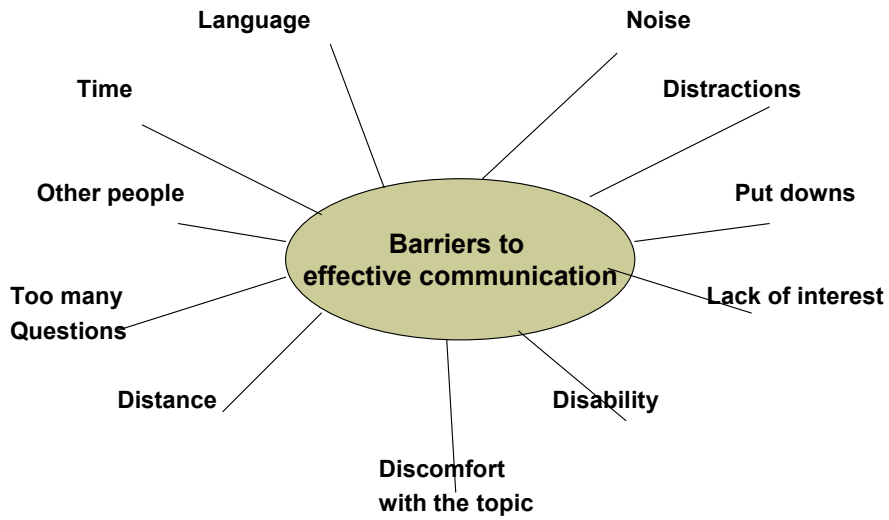 Language
Noise
Time
Distractions
Other people
Put downs
Barriers to
effective communication
Too many
Questions
Lack of interest
Distance
Disability
Discomfort
with the topic